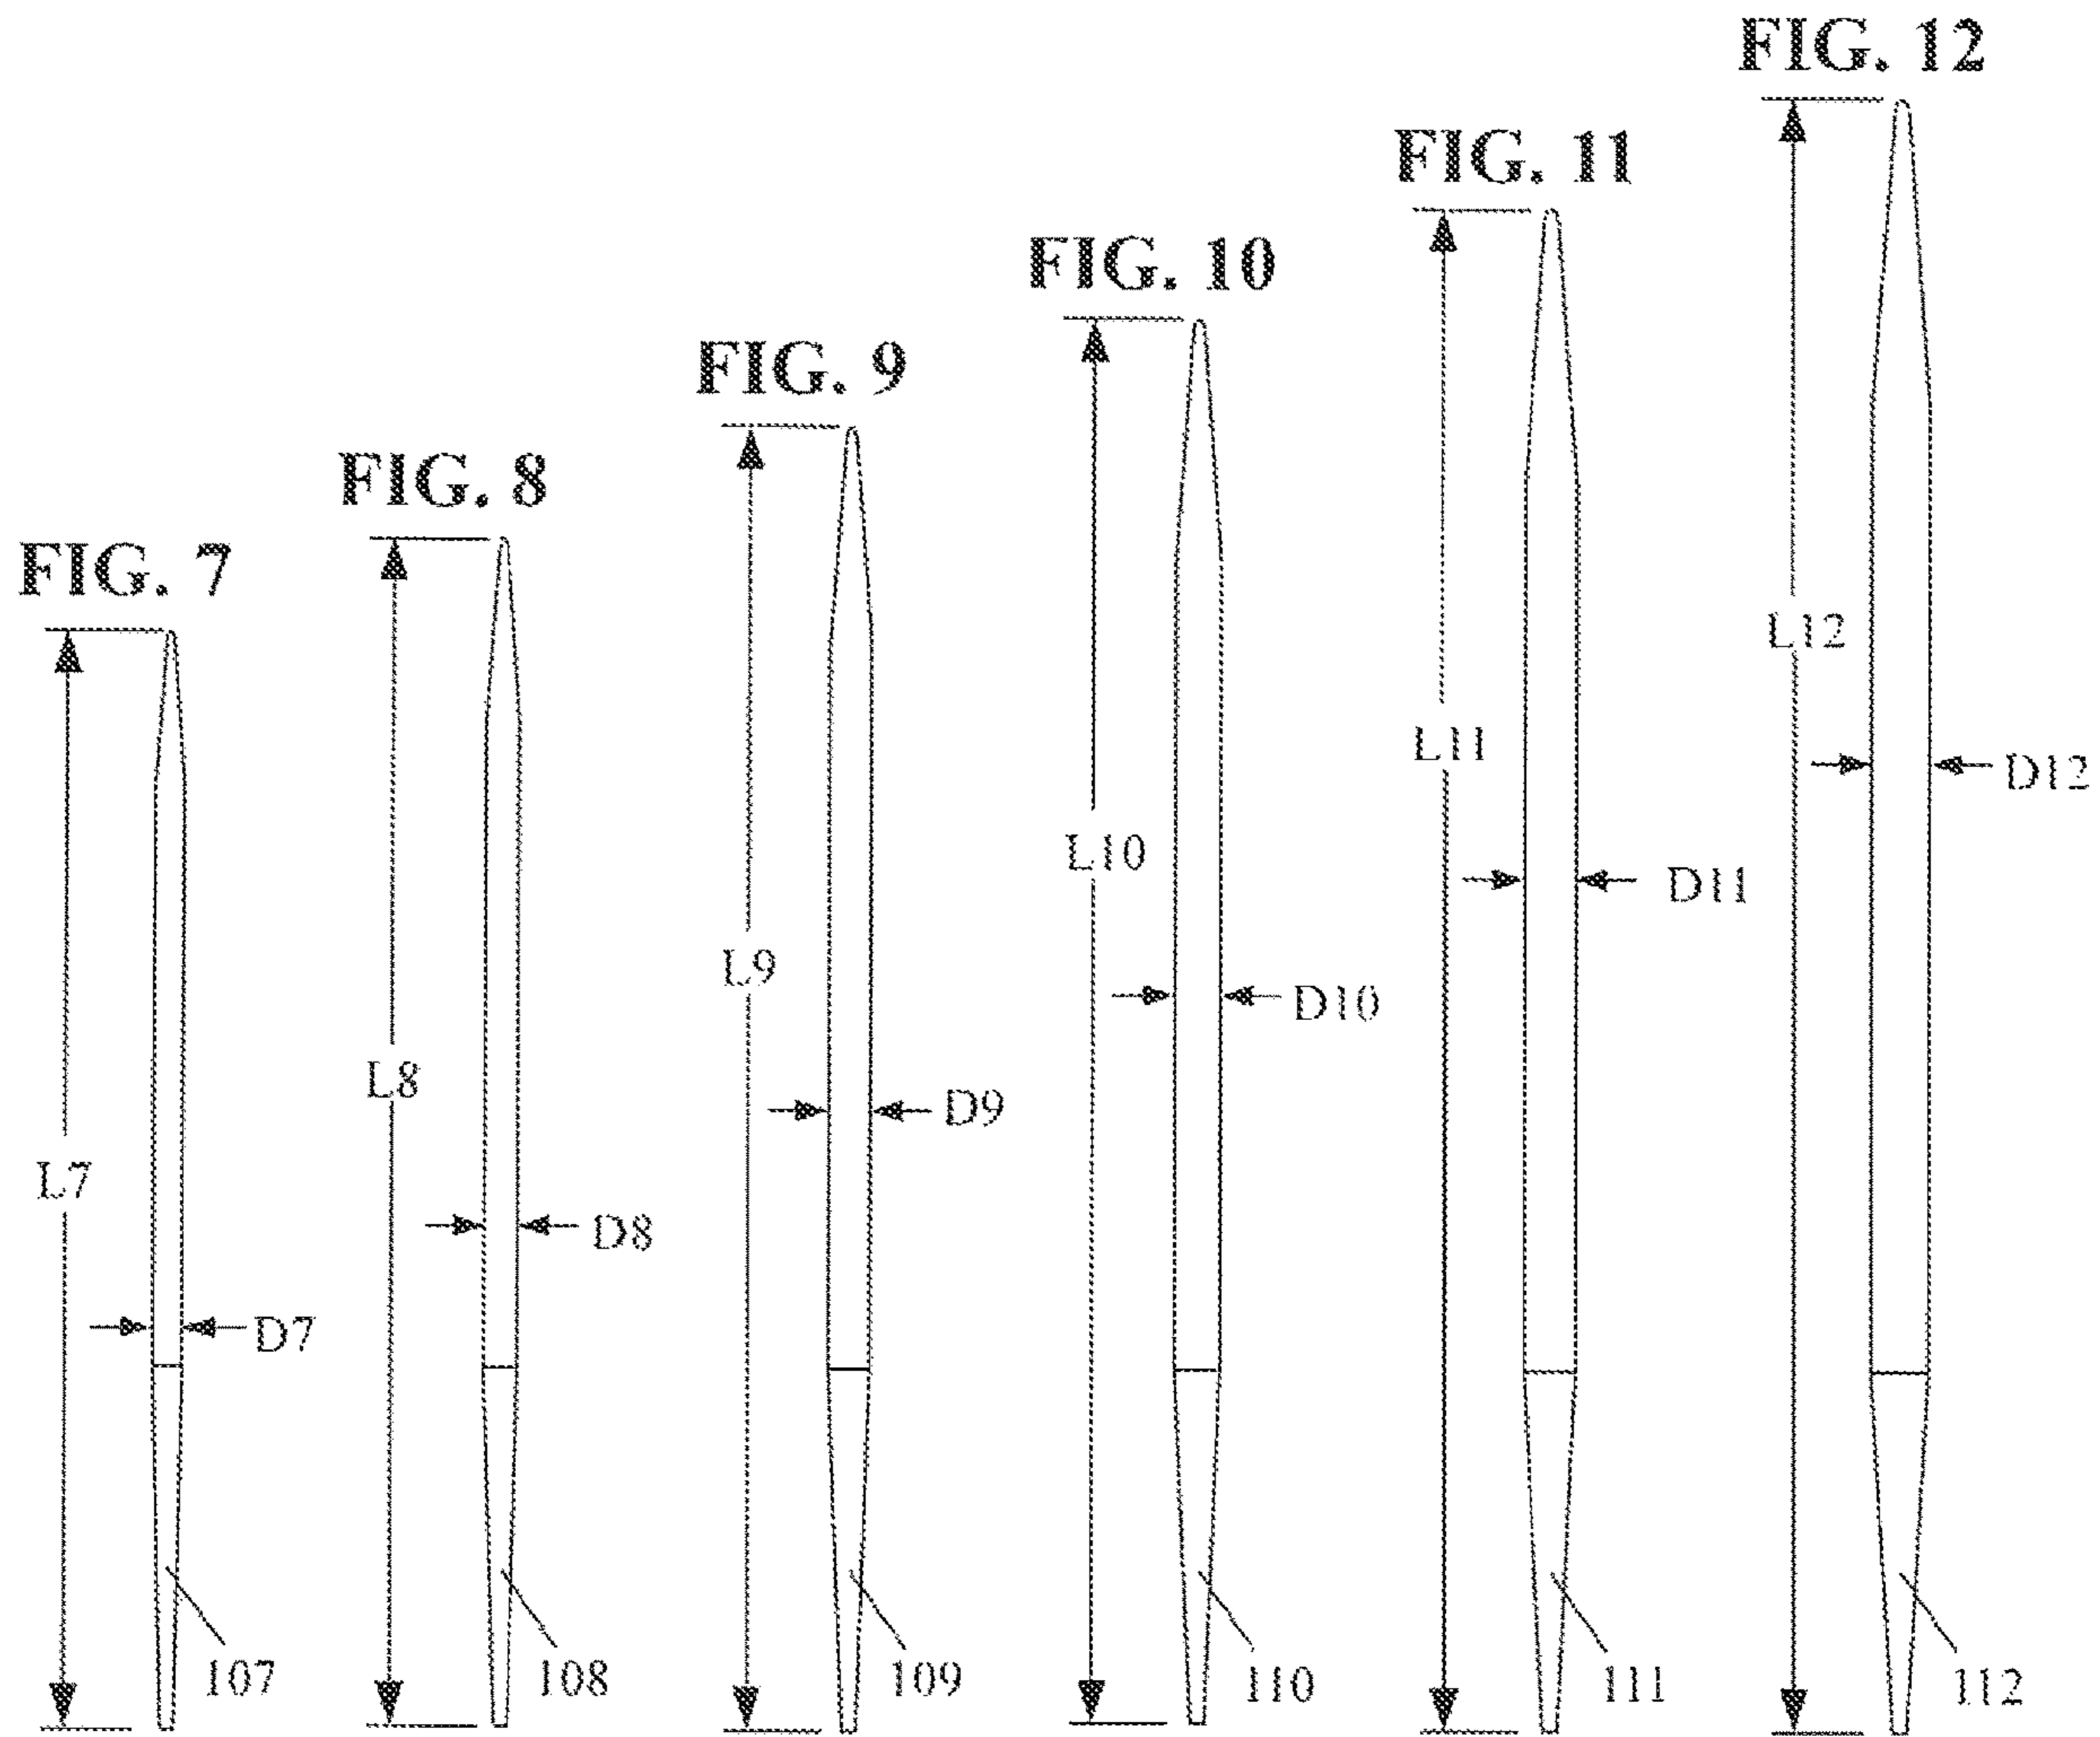 FIG. 12
FIG. 11
FIG. 10
FIG. 9
FIG. 8
FIG. 7
L12
L11
D12
L10
D11
L9
D10
L8
D9
L7
D8
D7
107
108
109
110
111
112